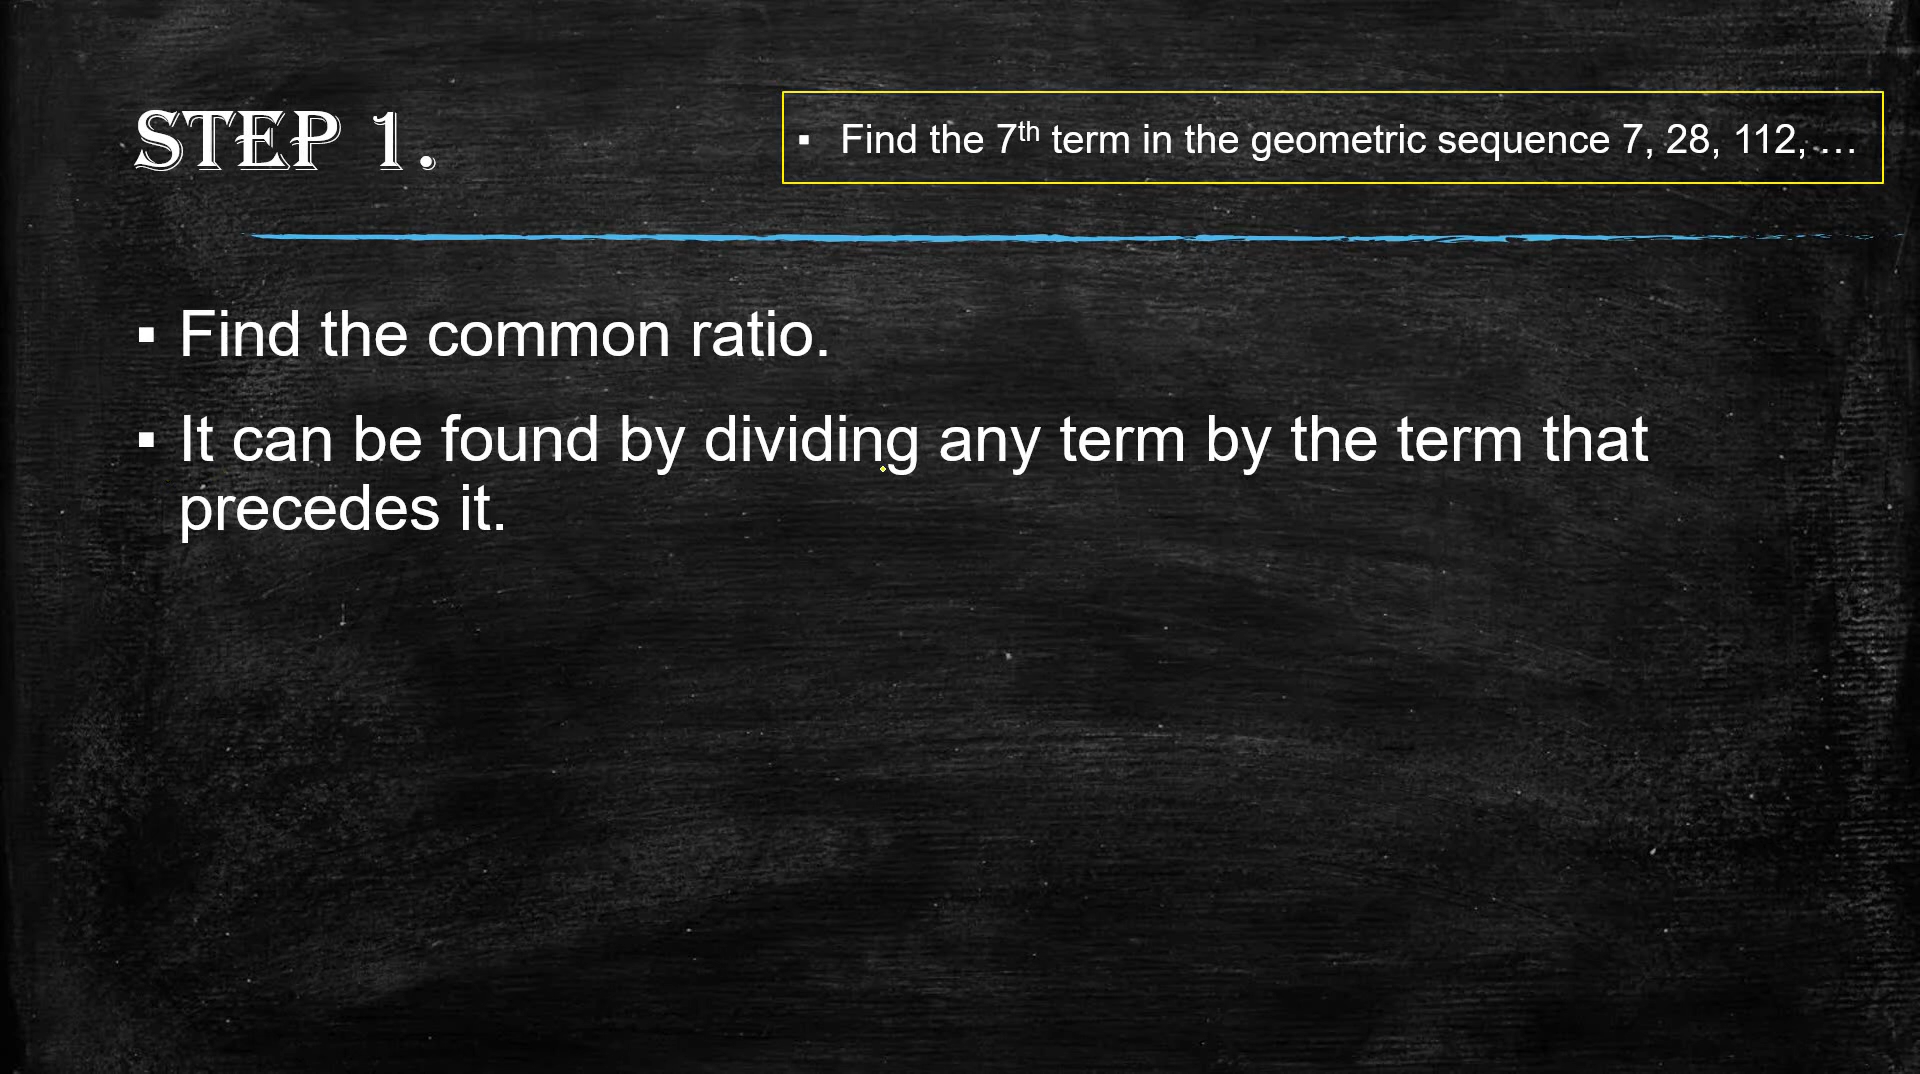 STEP 1.
▪ Find the 7th term in the geometric sequence 7, 28, 112, …
▪ Find the common ratio.
▪ It can be found by dividing any term by the term that
precedes it.